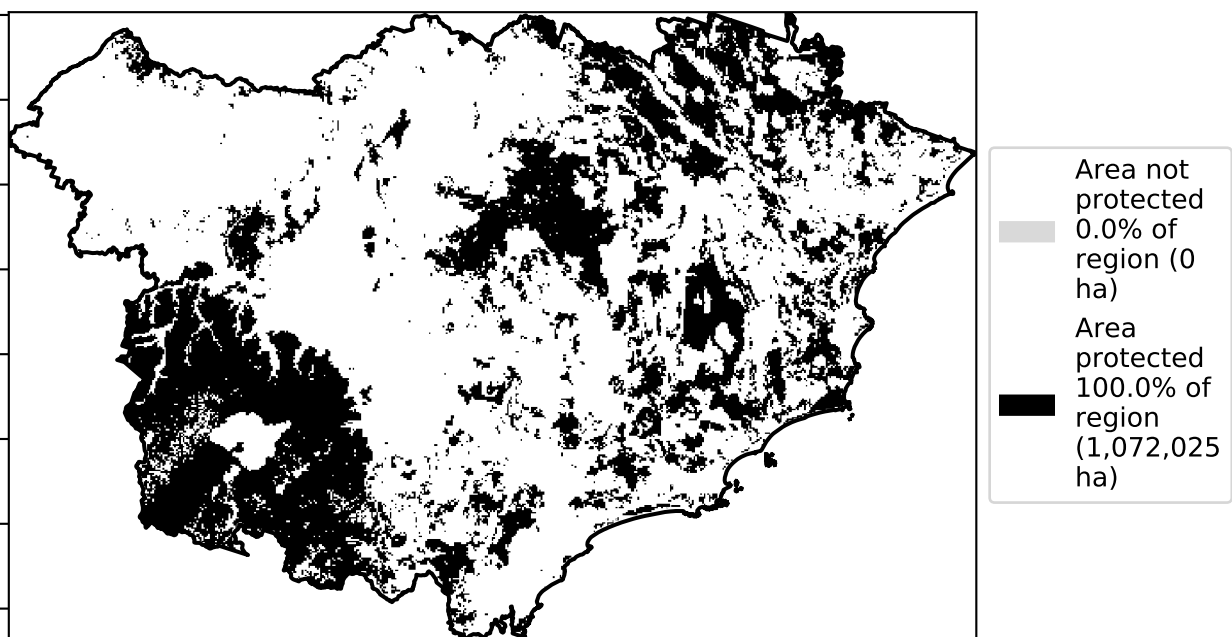 Area not
protected
0.0% of
region (0
ha)
Area
protected
100.0% of
region
(1,072,025
ha)